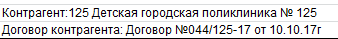 Контрагент:125 Детская городская поликлиника № 125
Договор контрагента: Договор №044/125-17 от 10.10.17г